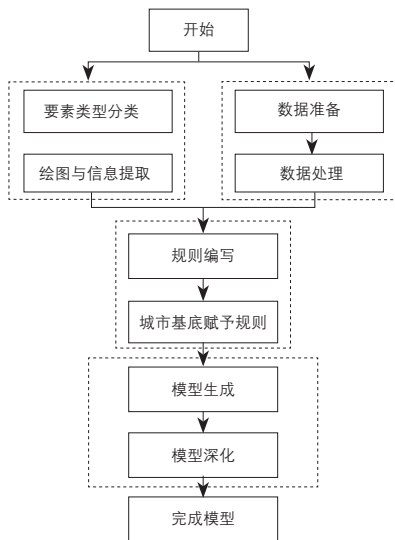 开始
要素类型分类
绘图与信息提取
数据准备
数据处理
规则编写
城市基底赋予规则
模型生成
模型深化
完成模型